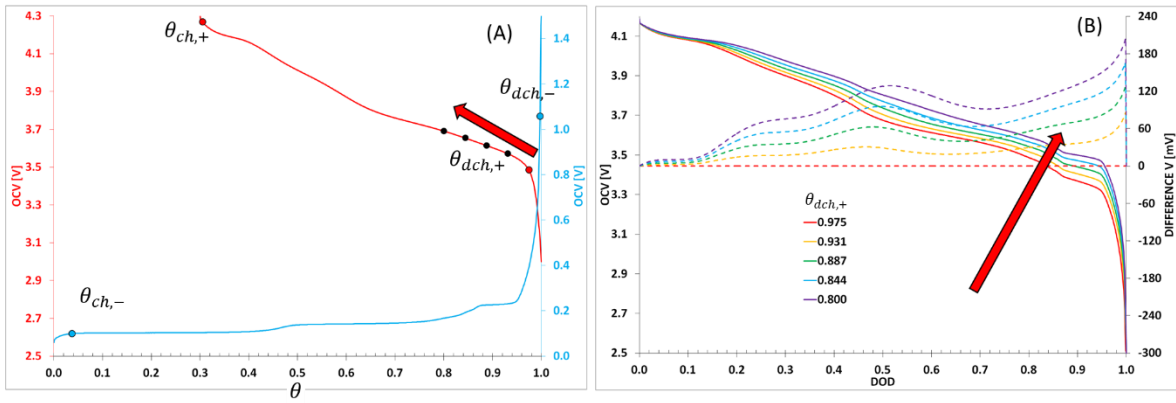 (A)
OCV [V]
4.3
4.1
3.9
3.7
3.5
3.3
3.1
2.9
2.7
2.5
0.0 0.1 0.2 0.3 0.4 0.5 0.6 0.7 0.8 0.9 1.0
θ
1.4
1.2
1.0
0.8
0.6
0.4
0.2
0.0
OCV [V]
θch,+
θdch,−
θdch,+
θch,−
(B)
OCV [V]
4.1
3.9
3.7
3.5
3.3
3.1
2.9
2.7
2.5
0.0 0.1 0.2 0.3 0.4 0.5 0.6 0.7 0.8 0.9 1.0
DOD
240
180
120
60
0
-60
-120
-180
-240
-300
DIFFERENCE V [mV]
θdch,+
0.975
0.931
0.887
0.844
0.800